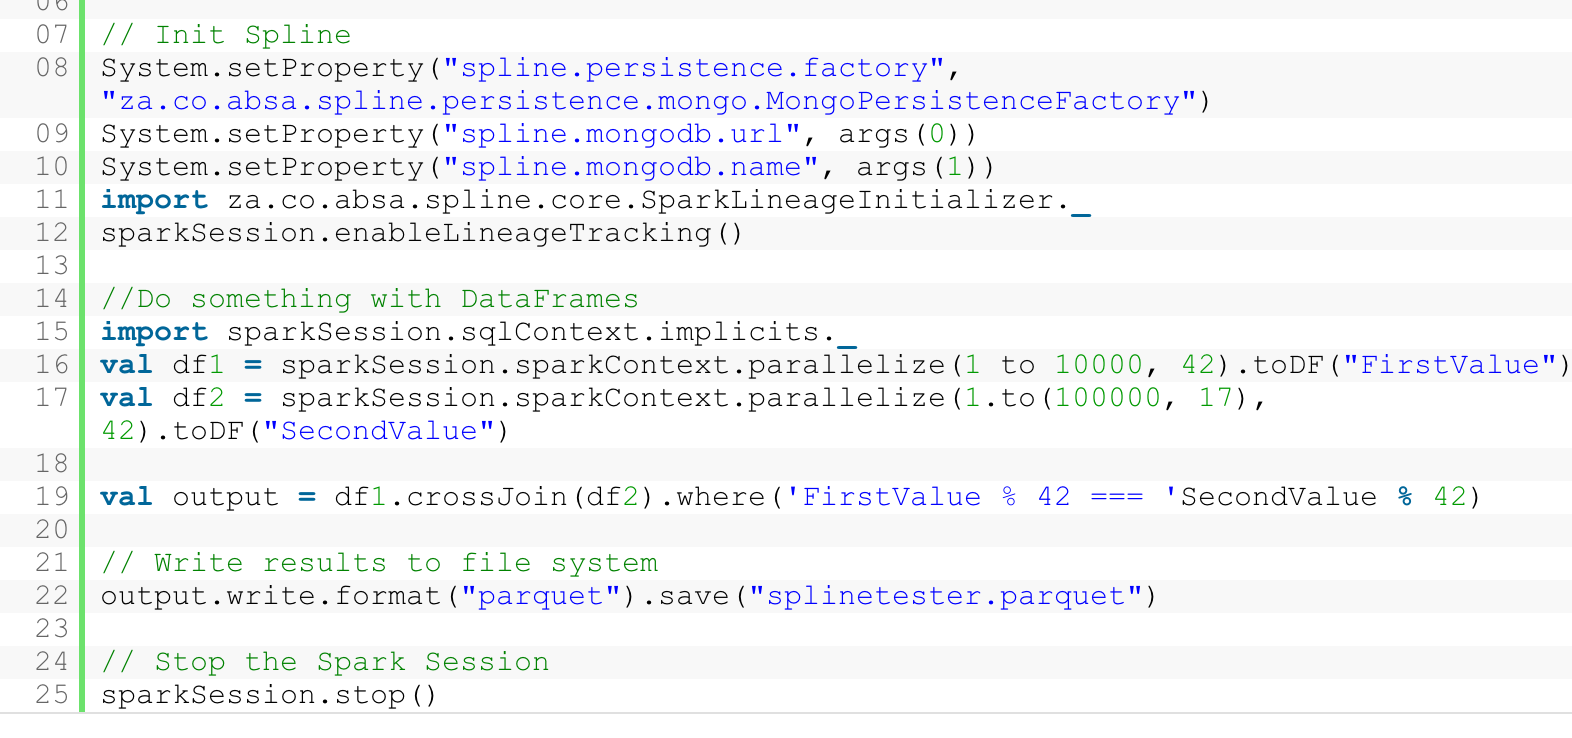 06
07 // Init Spline
08 System.setProperty("spline.persistence.factory",
"za.co.absa.spline.persistence.mongo.MongoPersistenceFactory")
09 System.setProperty("spline.mongodb.url", args(0))
10 System.setProperty("spline.mongodb.name", args(1))
11 import za.co.absa.spline.core.SparkLineageInitializer._
12 sparkSession.enableLineageTracking()
13
14 //Do something with DataFrames
15 import sparkSession.sqlContext.implicits._
16 val df1 = sparkSession.sparkContext.parallelize(1 to 10000, 42).toDF("FirstValue")
17 val df2 = sparkSession.sparkContext.parallelize(1.to(100000, 17),
42).toDF("SecondValue")
18
19 val output = df1.crossJoin(df2).where('FirstValue % 42 === 'SecondValue % 42)
20
21 // Write results to file system
22 output.write.format("parquet").save("splinetester.parquet")
23
24 // Stop the Spark Session
25 sparkSession.stop()